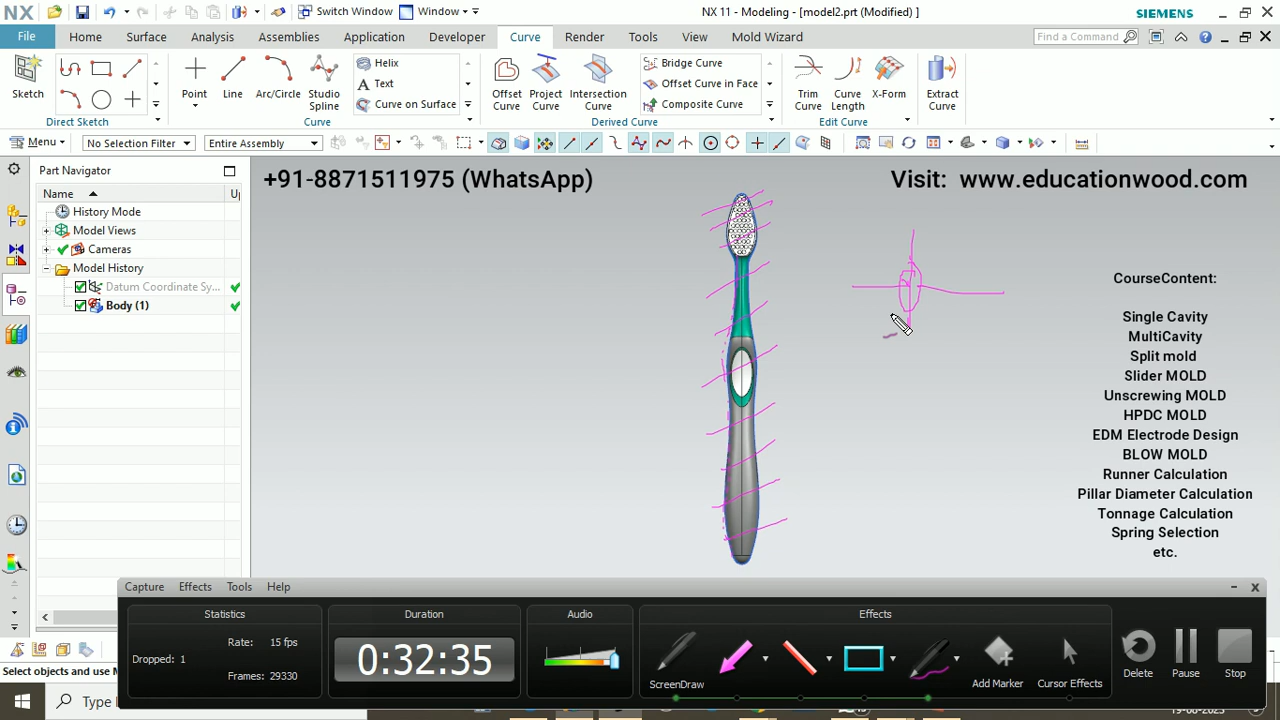 NX
Switch Window
Window
NX 11 - Modeling - [model2.prt (Modified) ]
SIEMENS
File
Home
Surface
Analysis
Assemblies
Application
Developer
Curve
Render
Tools
View
Mold Wizard
Find a Command
Sketch
Direct Sketch
Point
Line
Arc/Circle
Studio
Spline
Helix
Text
Curve on Surface
Curve
Offset
Curve
Project
Curve
Intersection
Curve
Bridge Curve
Offset Curve in Face
Composite Curve
Derived Curve
Trim
Curve
Curve
Length
X-Form
Edit Curve
Extract
Curve
Menu
No Selection Filter
Entire Assembly
Part Navigator
Name
History Mode
Model Views
Cameras
Model History
Datum Coordinate Sy...
Body (1)
+91-8871511975 (WhatsApp)
Visit: www.educationwood.com
CourseContent:
Single Cavity
MultiCavity
Split mold
Slider MOLD
Unscrewing MOLD
HPDC MOLD
EDM Electrode Design
BLOW MOLD
Runner Calculation
Pillar Diameter Calculation
Tonnage Calculation
Spring Selection
etc.
Select objects and use M
Capture
Effects
Tools
Help
Statistics
Rate: 15 fps
Dropped: 1
Frames: 29330
Duration
0:32:35
Audio
Effects
ScreenDraw
Add Marker
Cursor Effects
Delete
Pause
Stop